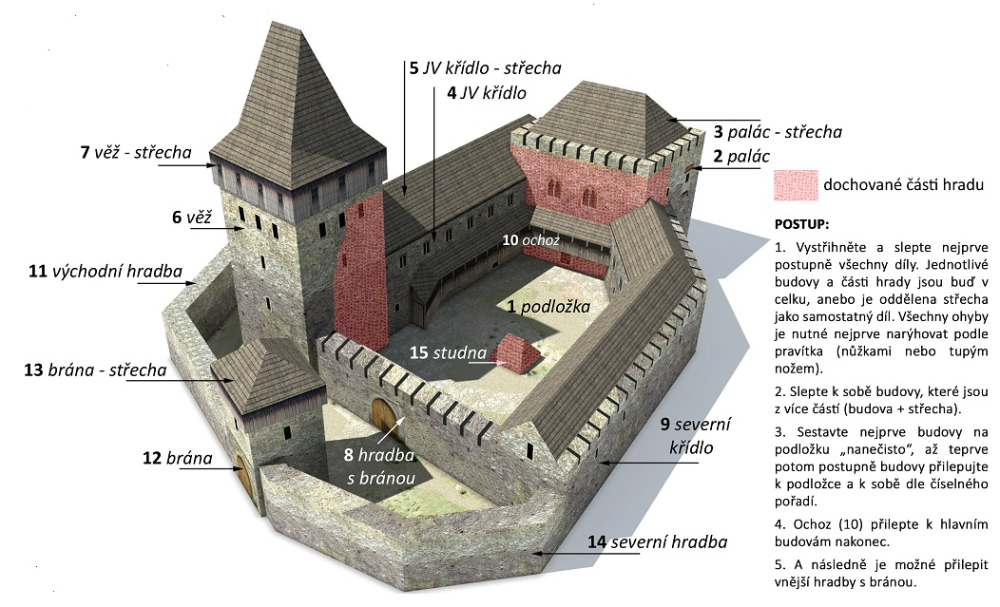 5 JV křídlo - střecha
4 JV křídlo
3 palác - střecha
2 palác
7 věž - střecha
6 věž
10 ochoz
11 východní hradba
1 podložka
15 studna
13 brána - střecha
9 severní
křídlo
8 hradba
s bránou
12 brána
14 severní hradba
dochované části hradu
POSTUP:
1. Vystřihněte a slepte nejprve
postupně všechny díly. Jednotlivé
budovy a části hrady jsou buď v
celku, anebo je oddělena střecha
jako samostatný díl. Všechny ohyby
je nutné nejprve narýhovat podle
pravítka (nůžkami nebo tupým
nožem).
2. Slepte k sobě budovy, které jsou
z více částí (budova + střecha).
3. Sestavte nejprve budovy na
podložku „nanečisto“, až teprve
potom postupně budovy přilepujte
k podložce a k sobě dle číselného
pořadí.
4. Ochoz (10) přilepte k hlavním
budovám nakonec.
5. A následně je možné přilepit
vnější hradby s bránou.